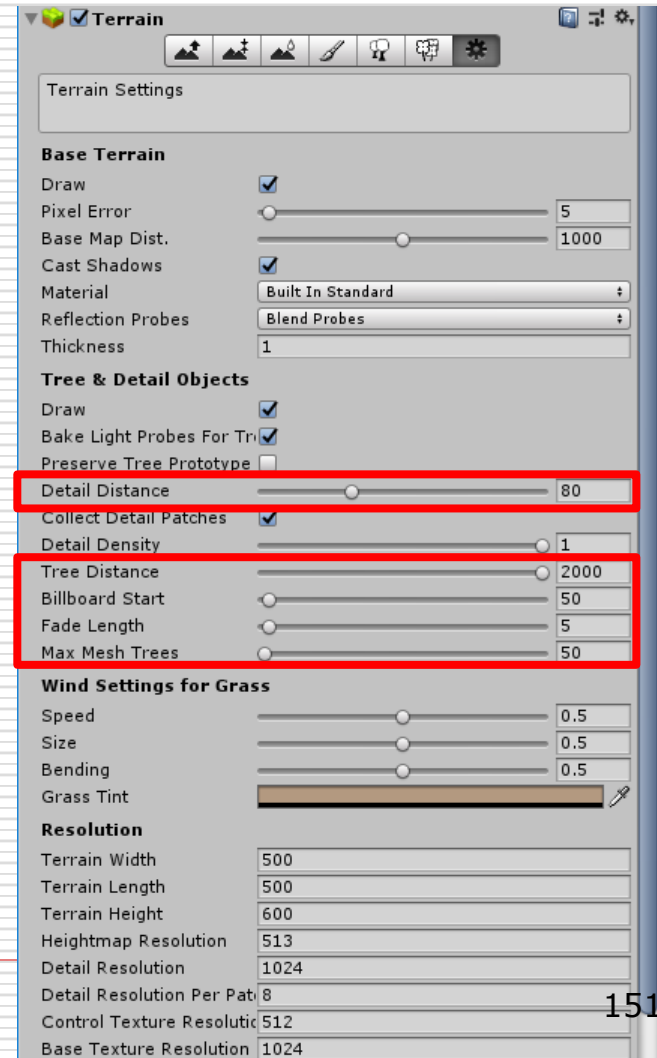 Terrain
Terrain Settings
Base Terrain
Draw
Pixel Error 5
Base Map Dist. 1000
Cast Shadows
Material Built In Standard
Reflection Probes Blend Probes
Thickness 1
Tree & Detail Objects
Draw
Bake Light Probes For Tr
Preserve Tree Prototype
Detail Distance 80
Collect Detail Patches
Detail Density 1
Tree Distance 2000
Billboard Start 50
Fade Length 5
Max Mesh Trees 50
Wind Settings for Grass
Speed 0.5
Size 0.5
Bending 0.5
Grass Tint
Resolution
Terrain Width 500
Terrain Length 500
Terrain Height 600
Heightmap Resolution 513
Detail Resolution 1024
Detail Resolution Per Pat 8
151
Control Texture Resolutio 512
Base Texture Resolution 1024